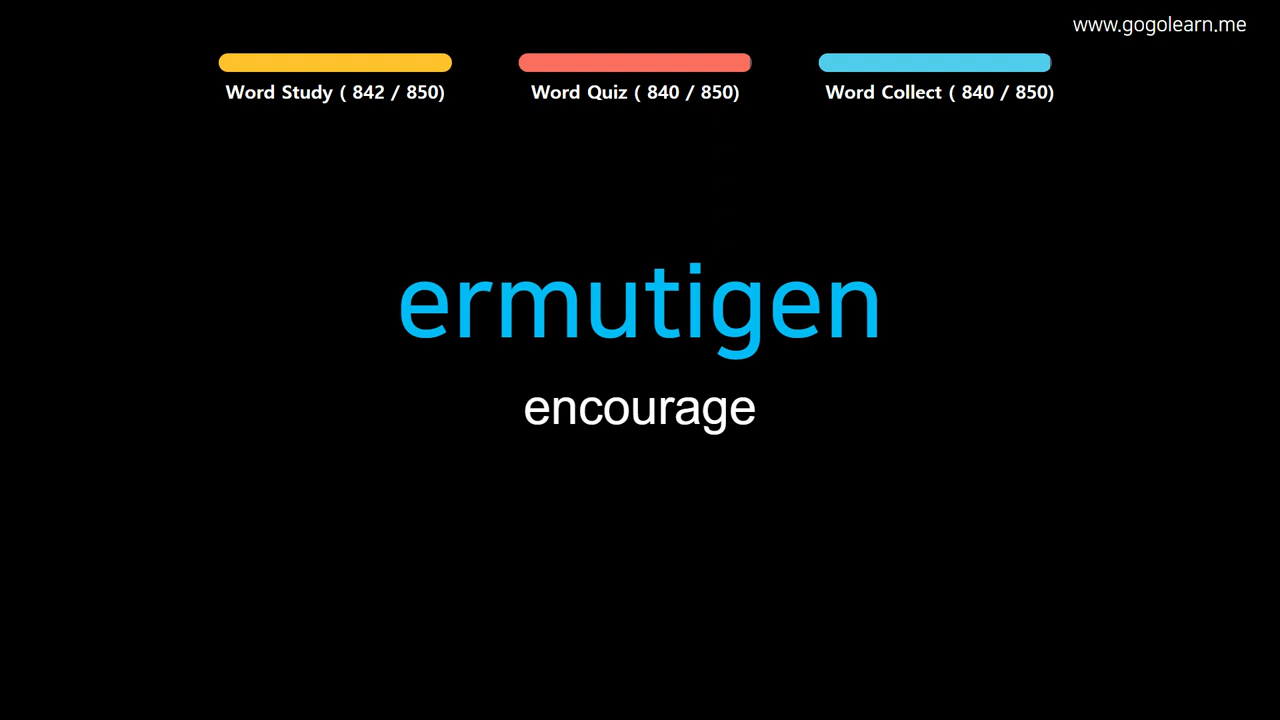 www.gogolearn.me
Word Study ( 842 / 850)
Word Quiz ( 840 / 850)
Word Collect ( 840 / 850)
ermutigen
encourage